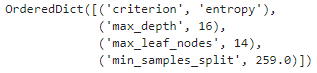 OrderedDict([('criterion', 'entropy'),
('max_depth', 16),
('max_leaf_nodes', 14),
('min_samples_split', 259.0)])